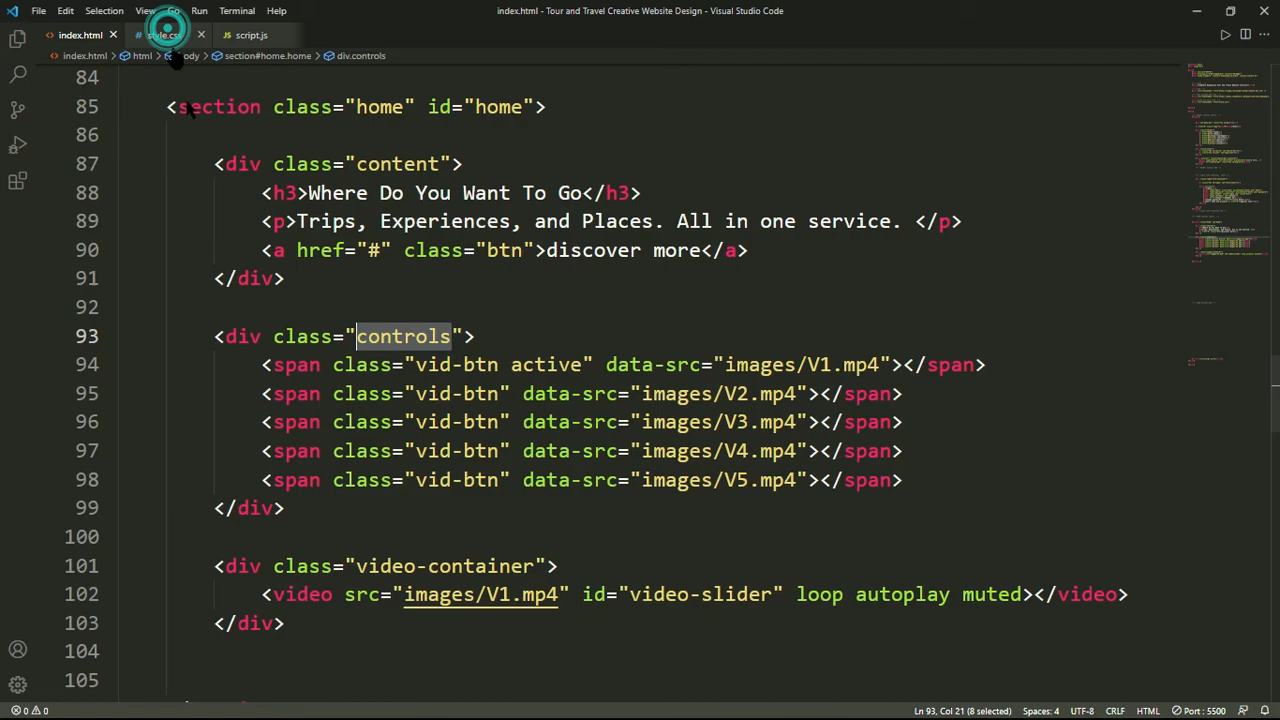 File Edit Selection View Go Run Terminal Help
index.html - Tour and Travel Creative Website Design - Visual Studio Code
index.html style.css script.js
index.html html body section#home.home div.controls
84
85 <section class="home" id="home">
86
87 <div class="content">
88 <h3>Where Do You Want To Go</h3>
89 <p>Trips, Experience, and Places. All in one service. </p>
90 <a href="#" class="btn">discover more</a>
91 </div>
92
93 <div class="controls">
94 <span class="vid-btn active" data-src="images/V1.mp4"></span>
95 <span class="vid-btn" data-src="images/V2.mp4"></span>
96 <span class="vid-btn" data-src="images/V3.mp4"></span>
97 <span class="vid-btn" data-src="images/V4.mp4"></span>
98 <span class="vid-btn" data-src="images/V5.mp4"></span>
99 </div>
100
101 <div class="video-container">
102 <video src="images/V1.mp4" id="video-slider" loop autoplay muted></video>
103 </div>
104
105
0 0 Ln 93, Col 21 (8 selected) Spaces: 4 UTF-8 CRLF HTML Port : 5500